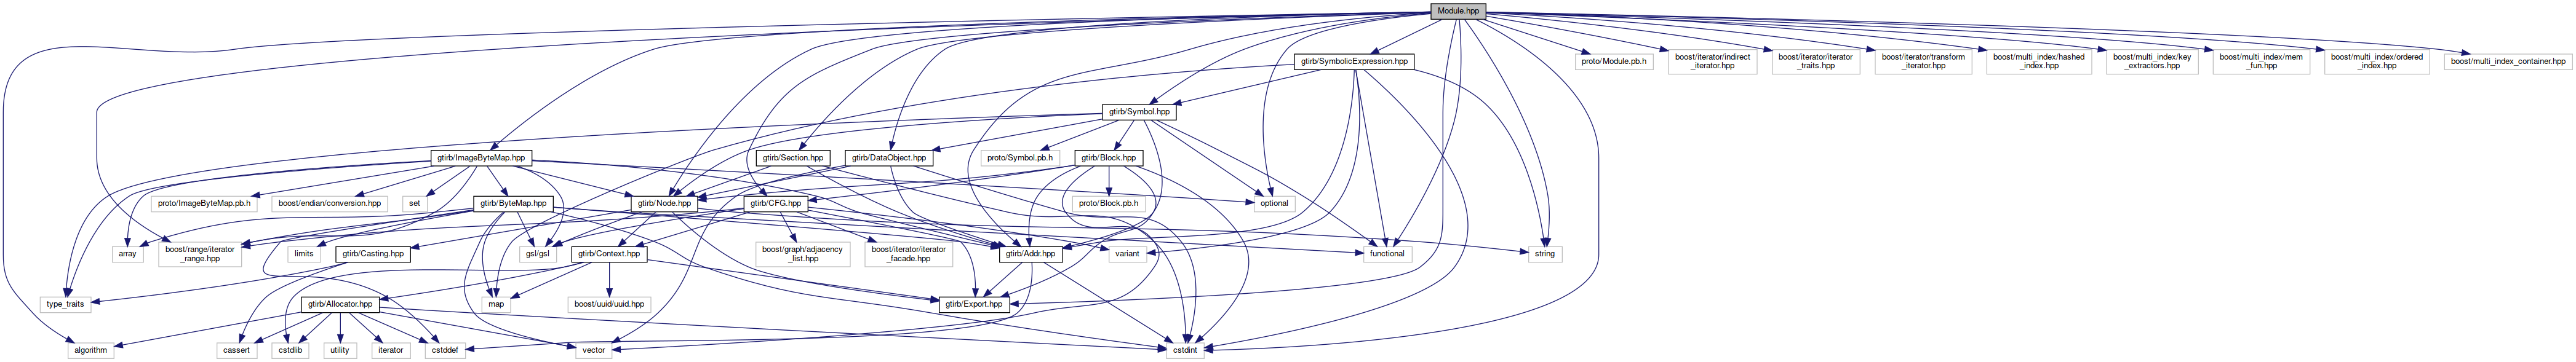 Module.hpp
gtirb/SymbolicExpression.hpp
proto/Module.pb.h
boost/iterator/indirect
_iterator.hpp
boost/iterator/iterator
_traits.hpp
boost/iterator/transform
_iterator.hpp
boost/multi_index/hashed
_index.hpp
boost/multi_index/key
_extractors.hpp
boost/multi_index/mem
_fun.hpp
boost/multi_index/ordered
_index.hpp
boost/multi_index_container.hpp
gtirb/Symbol.hpp
gtirb/ImageByteMap.hpp
gtirb/Section.hpp
gtirb/DataObject.hpp
proto/Symbol.pb.h
gtirb/Block.hpp
proto/ImageByteMap.pb.h
boost/endian/conversion.hpp
set
gtirb/ByteMap.hpp
gtirb/Node.hpp
gtirb/CFG.hpp
proto/Block.pb.h
optional
array
boost/range/iterator
_range.hpp
limits
gtirb/Casting.hpp
gsl/gsl
gtirb/Context.hpp
boost/graph/adjacency
_list.hpp
boost/iterator/iterator
_facade.hpp
gtirb/Addr.hpp
variant
functional
string
type_traits
gtirb/Allocator.hpp
map
boost/uuid/uuid.hpp
gtirb/Export.hpp
algorithm
cassert
cstdlib
utility
iterator
cstddef
vector
cstdint